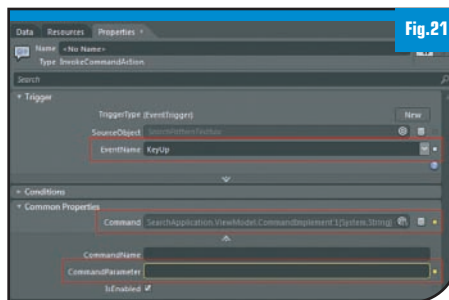 Fig.21
Data Resources Properties ×
Name <No Name>
Type InvokeCommandAction
Search
Trigger
TriggerType (EventTrigger) New
SourceObject SearchPatternTextBox
EventName KeyUp
Conditions
Common Properties
Command SearchApplication.ViewModel.CommandImplement`1[System.String]
CommandName
CommandParameter
IsEnabled